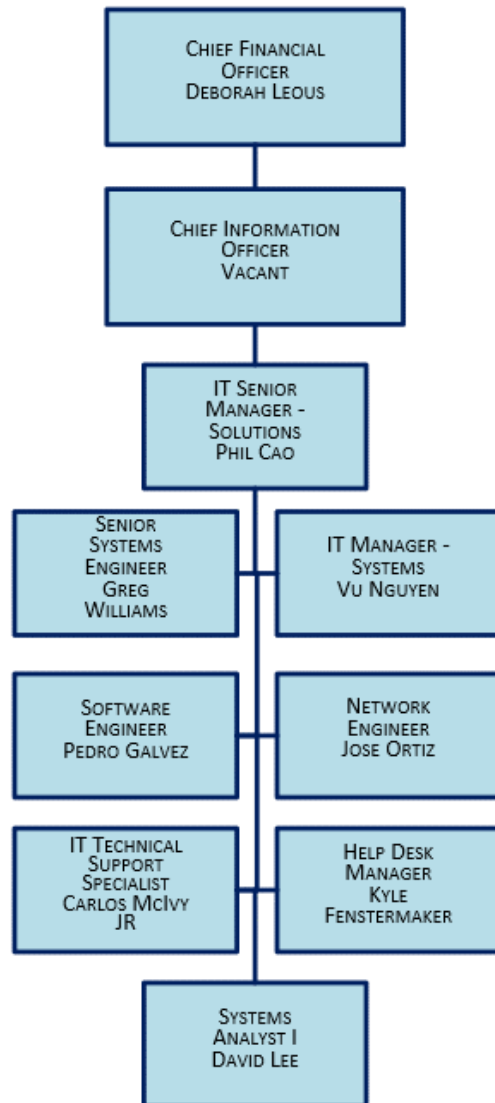 Chief Financial
Officer
Deborah Leous
Chief Information
Officer
Vacant
IT Senior
Manager -
Solutions
Phil Cao
Senior
Systems
Engineer
Greg
Williams
IT Manager -
Systems
Vu Nguyen
Software
Engineer
Pedro Galvez
Network
Engineer
Jose Ortiz
IT Technical
Support
Specialist
Carlos McIvy
JR
Help Desk
Manager
Kyle
Fenstermaker
Systems
Analyst I
David Lee